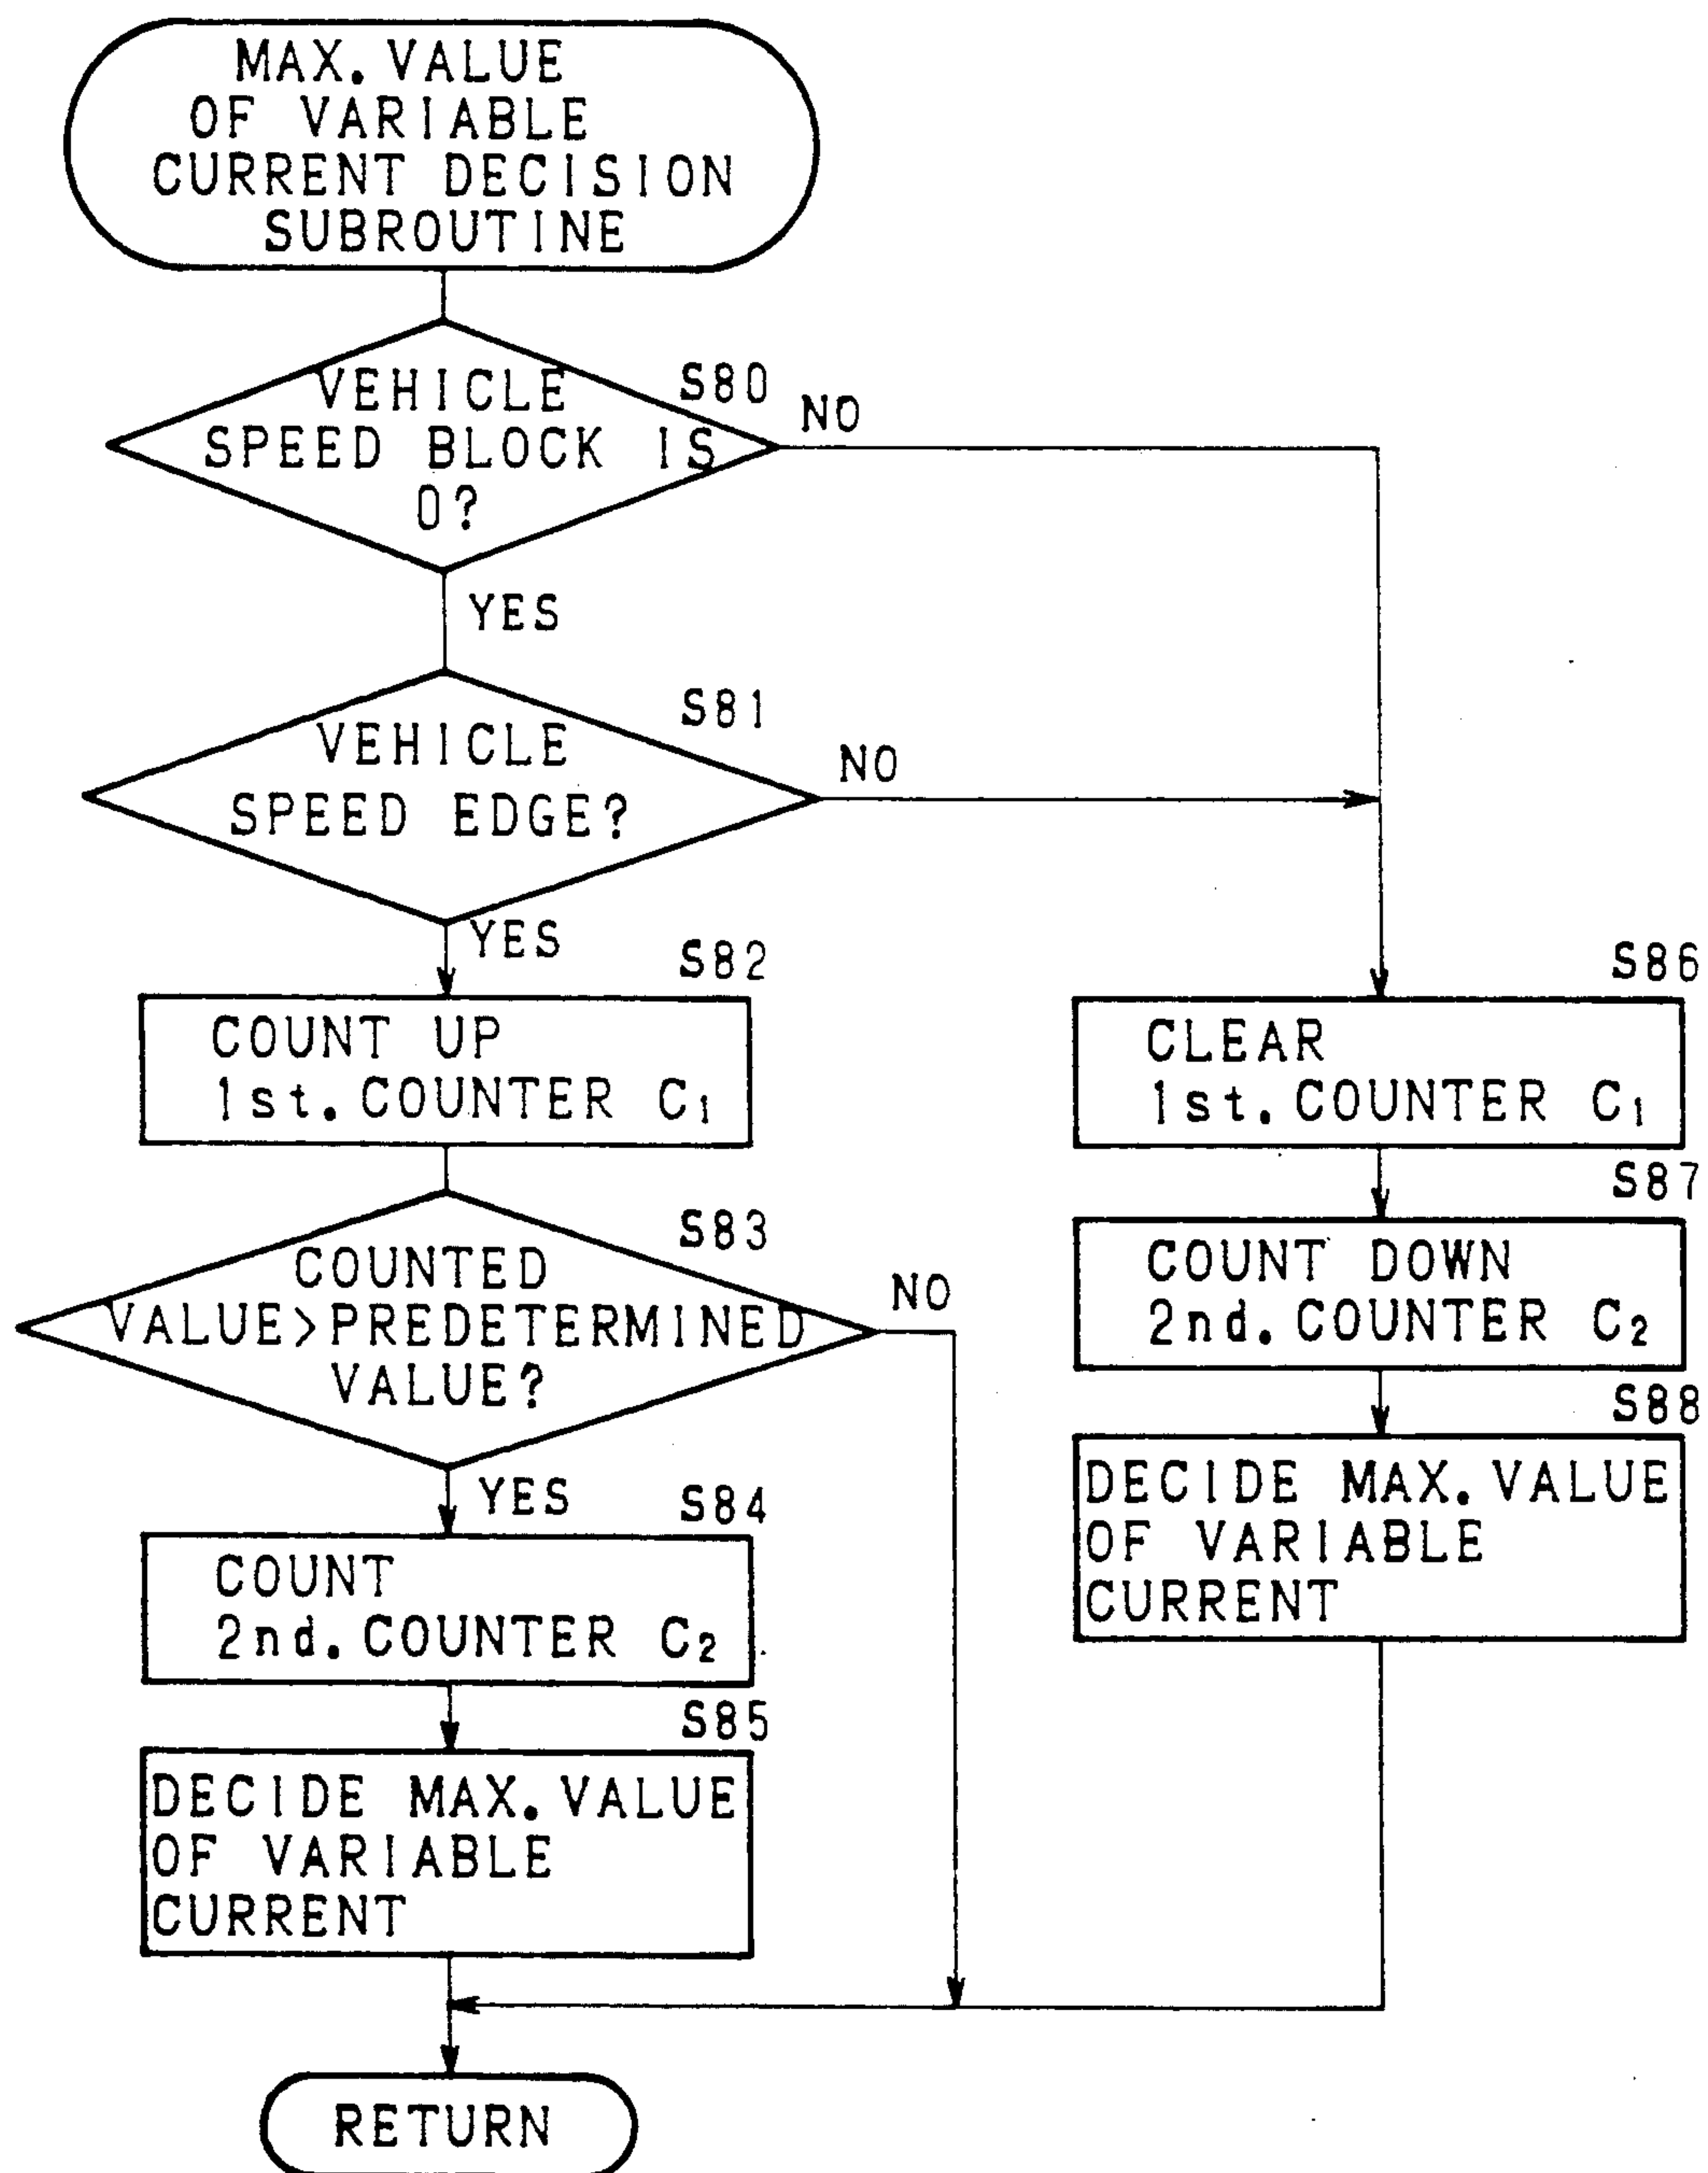 MAX. VALUE
OF VARIABLE
CURRENT DECISION
SUBROUTINE
S80
VEHICLE
SPEED BLOCK IS
0?
NO
YES
S81
VEHICLE
SPEED EDGE?
NO
YES
S82
COUNT UP
1st. COUNTER C₁
S83
COUNTED
VALUE>PREDETERMINED
VALUE?
NO
YES
S84
COUNT
2nd. COUNTER C₂
S85
DECIDE MAX. VALUE
OF VARIABLE
CURRENT
S86
CLEAR
1st. COUNTER C₁
S87
COUNT DOWN
2nd. COUNTER C₂
S88
DECIDE MAX. VALUE
OF VARIABLE
CURRENT
RETURN